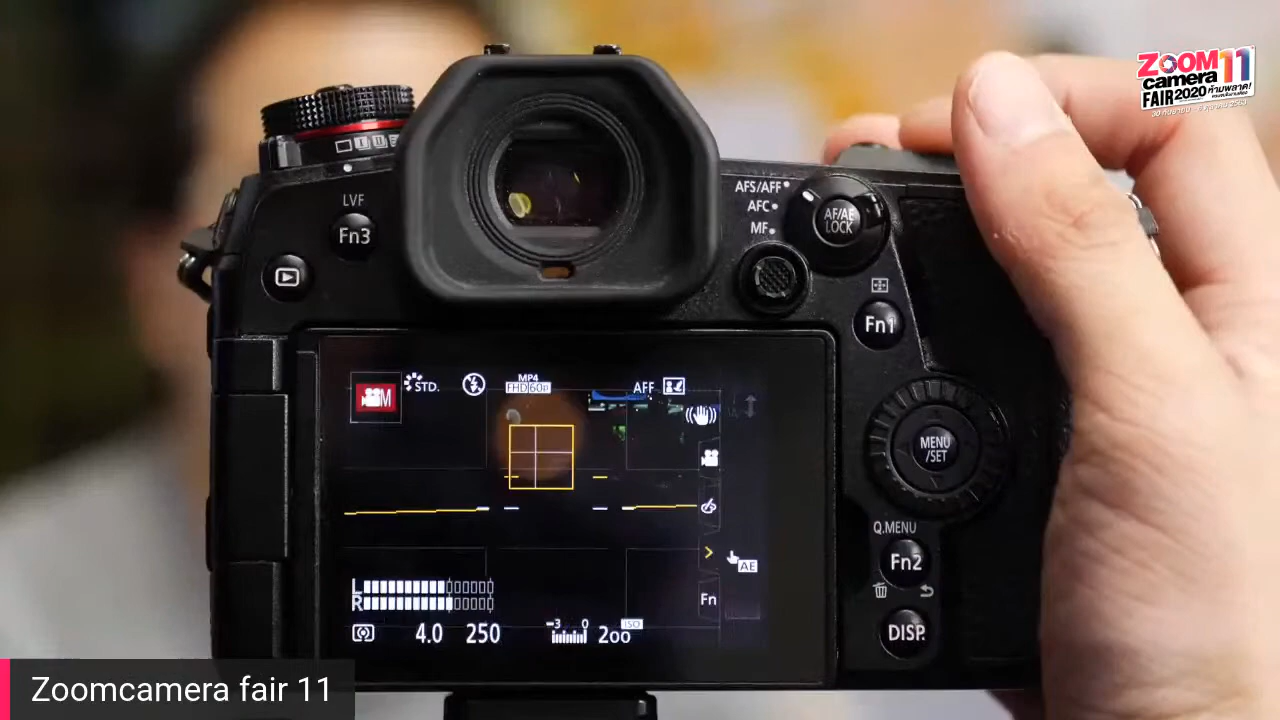 ZOOM 11
camera
FAIR 2020 ห้ามพลาด!
LVF
Fn3
AFS/AFF
AFC
MF
AF/AE
LOCK
Fn1
MENU
/SET
Q.MENU
Fn2
DISP.
M
STD.
MP4
FHD 60p
AFF
AE
Fn
L
R
4.0
250
-3
0
ISO
200
Zoomcamera fair 11